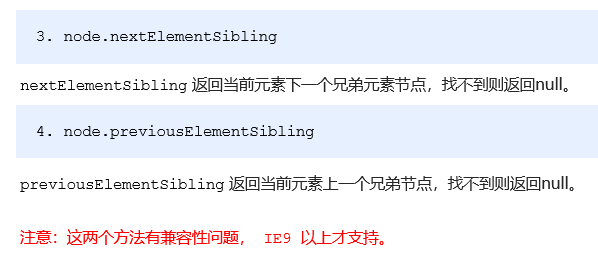 3. node.nextElementSibling
nextElementSibling 返回当前元素下一个兄弟元素节点，找不到则返回null。
4. node.previousElementSibling
previousElementSibling 返回当前元素上一个兄弟节点，找不到则返回null。
注意：这两个方法有兼容性问题， IE9 以上才支持。